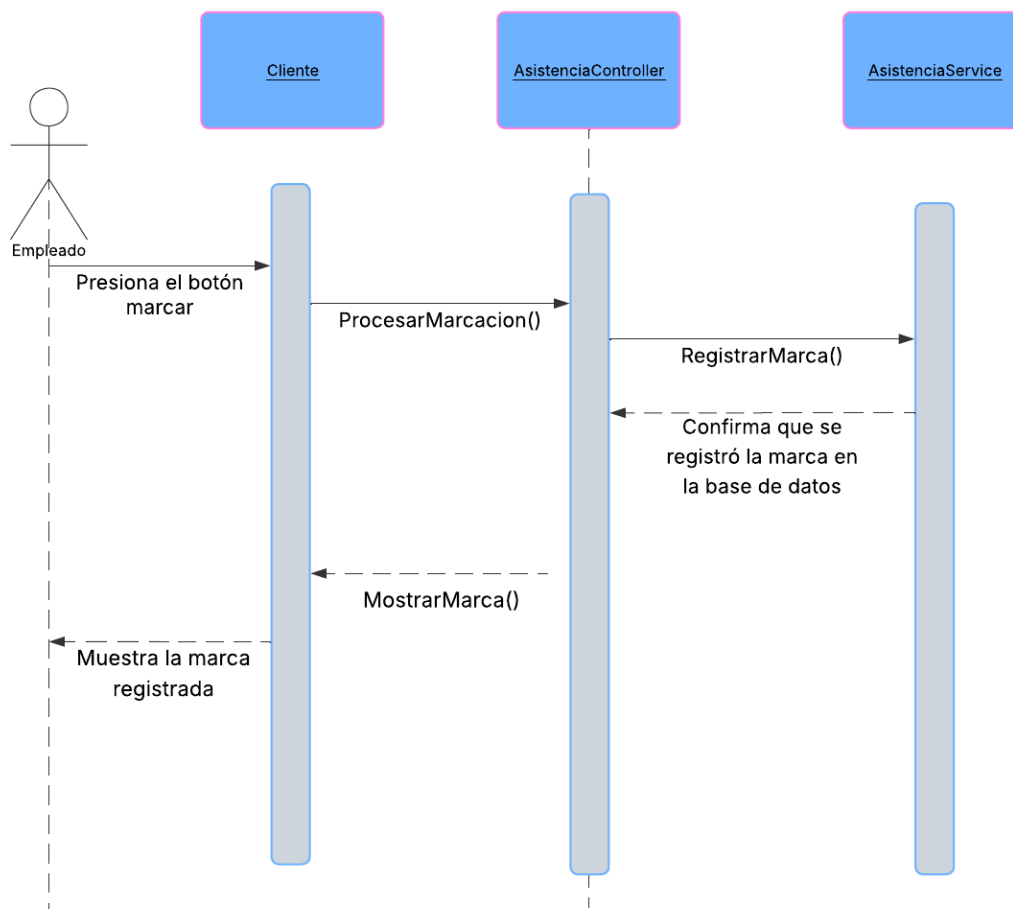 Cliente
AsistenciaController
AsistenciaService
Empleado
Presiona el botón
marcar
ProcesarMarcacion()
RegistrarMarca()
Confirma que se
registró la marca en
la base de datos
MostrarMarca()
Muestra la marca
registrada